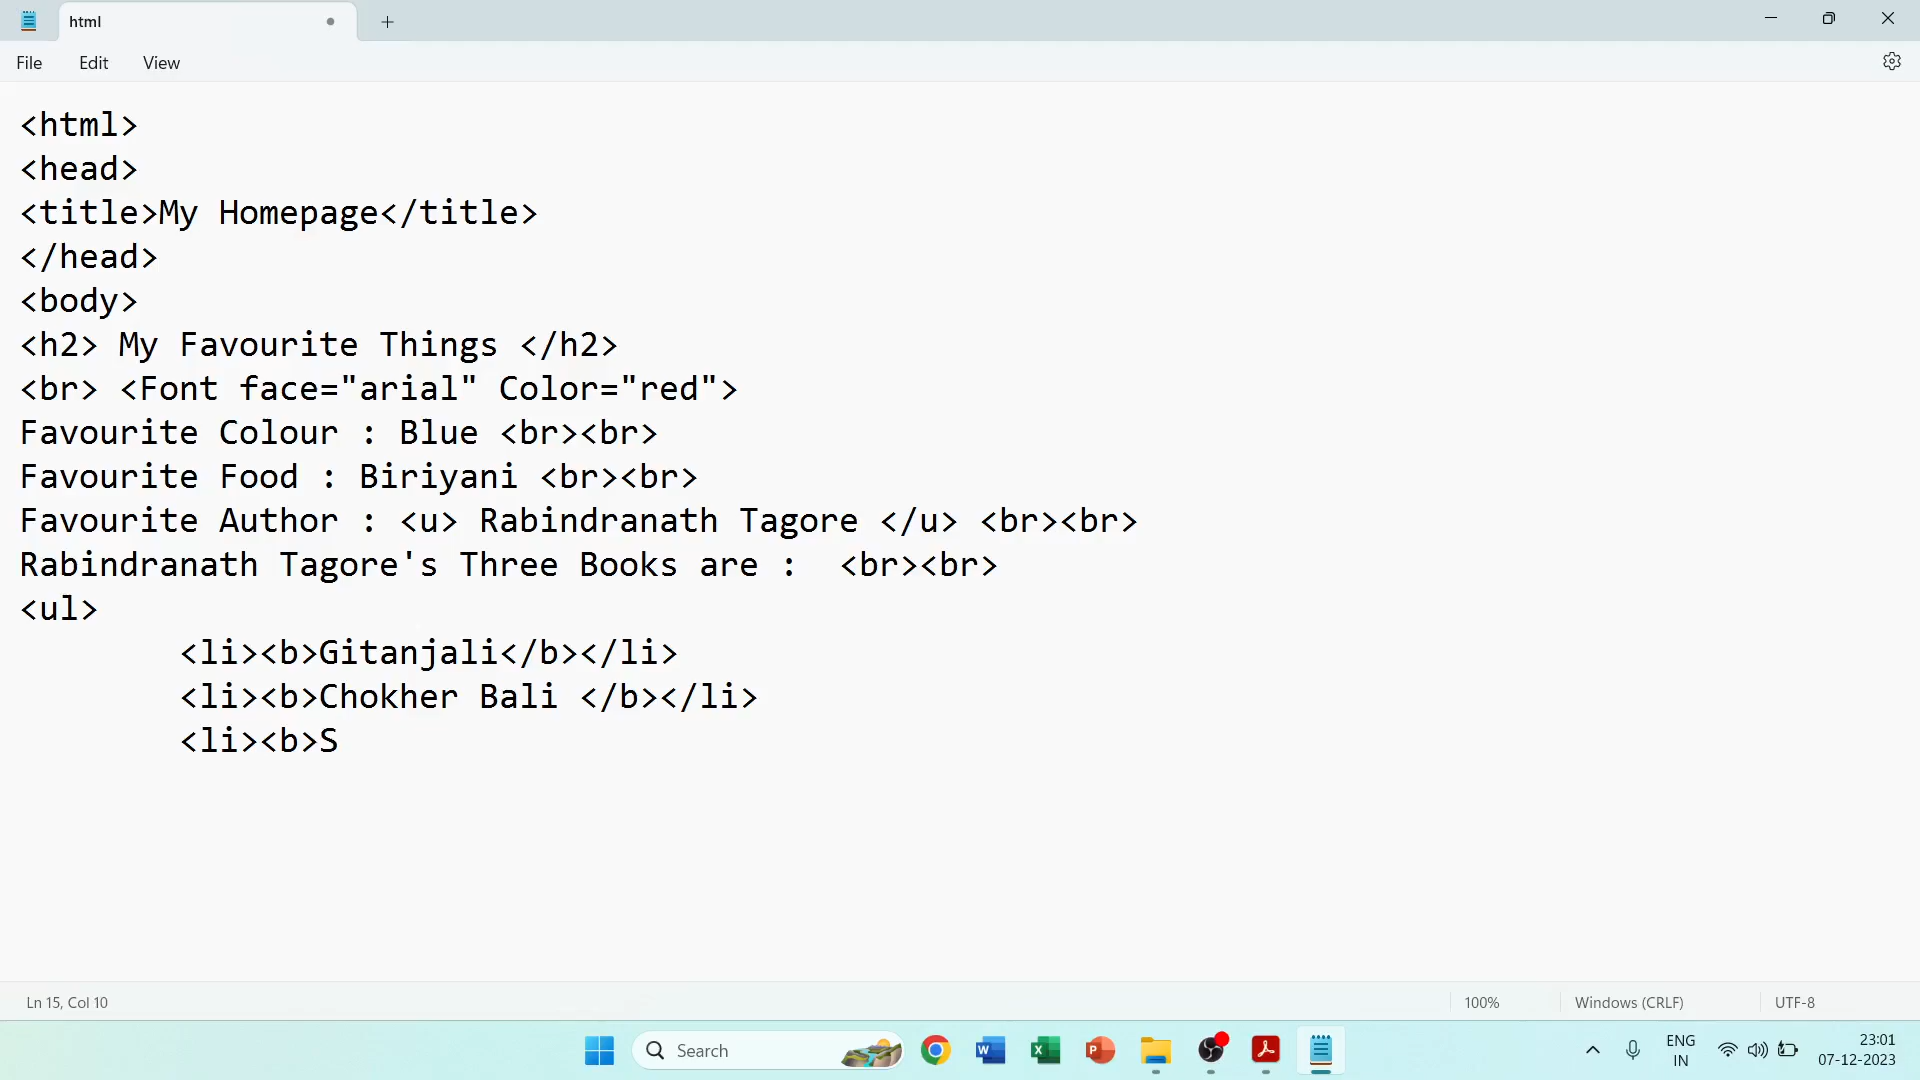 html
File Edit View
<html>
<head>
<title>My Homepage</title>
</head>
<body>
<h2> My Favourite Things </h2>
<br> <Font face="arial" Color="red">
Favourite Colour : Blue <br><br>
Favourite Food : Biriyani <br><br>
Favourite Author : <u> Rabindranath Tagore </u> <br><br>
Rabindranath Tagore's Three Books are :  <br><br>
<ul>
        <li><b>Gitanjali</b></li>
        <li><b>Chokher Bali </b></li>
        <li><b>S
Ln 15, Col 10 100% Windows (CRLF) UTF-8
Search ENG 23:01
IN 07-12-2023